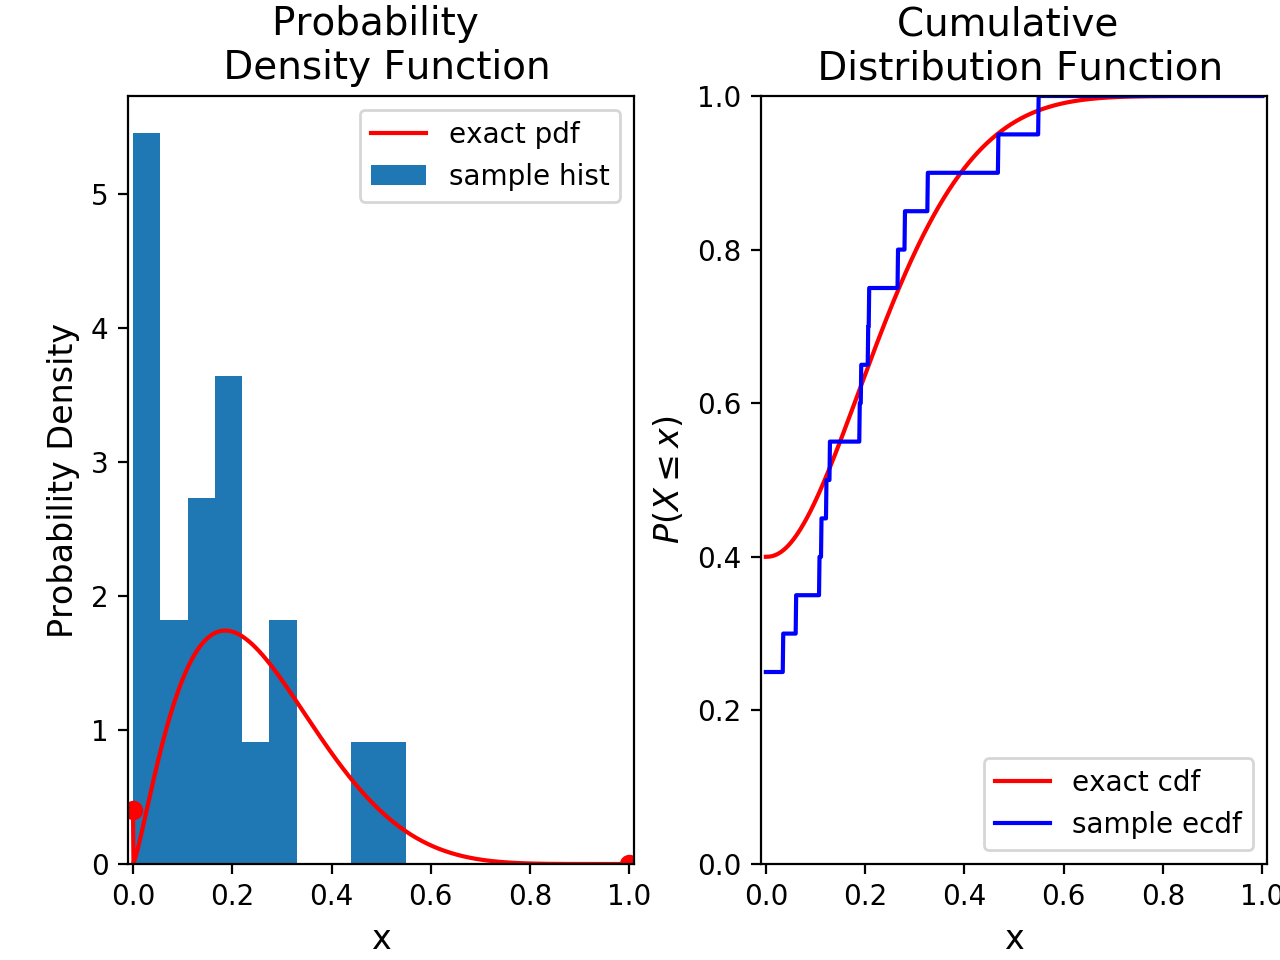 Probability
Density Function
exact pdf
sample hist
Probability Density
5
4
3
2
1
0
0.0 0.2 0.4 0.6 0.8 1.0
x
Cumulative
Distribution Function
P(X ≤ x)
1.0
0.8
0.6
0.4
0.2
0.0
exact cdf
sample ecdf
0.0 0.2 0.4 0.6 0.8 1.0
x